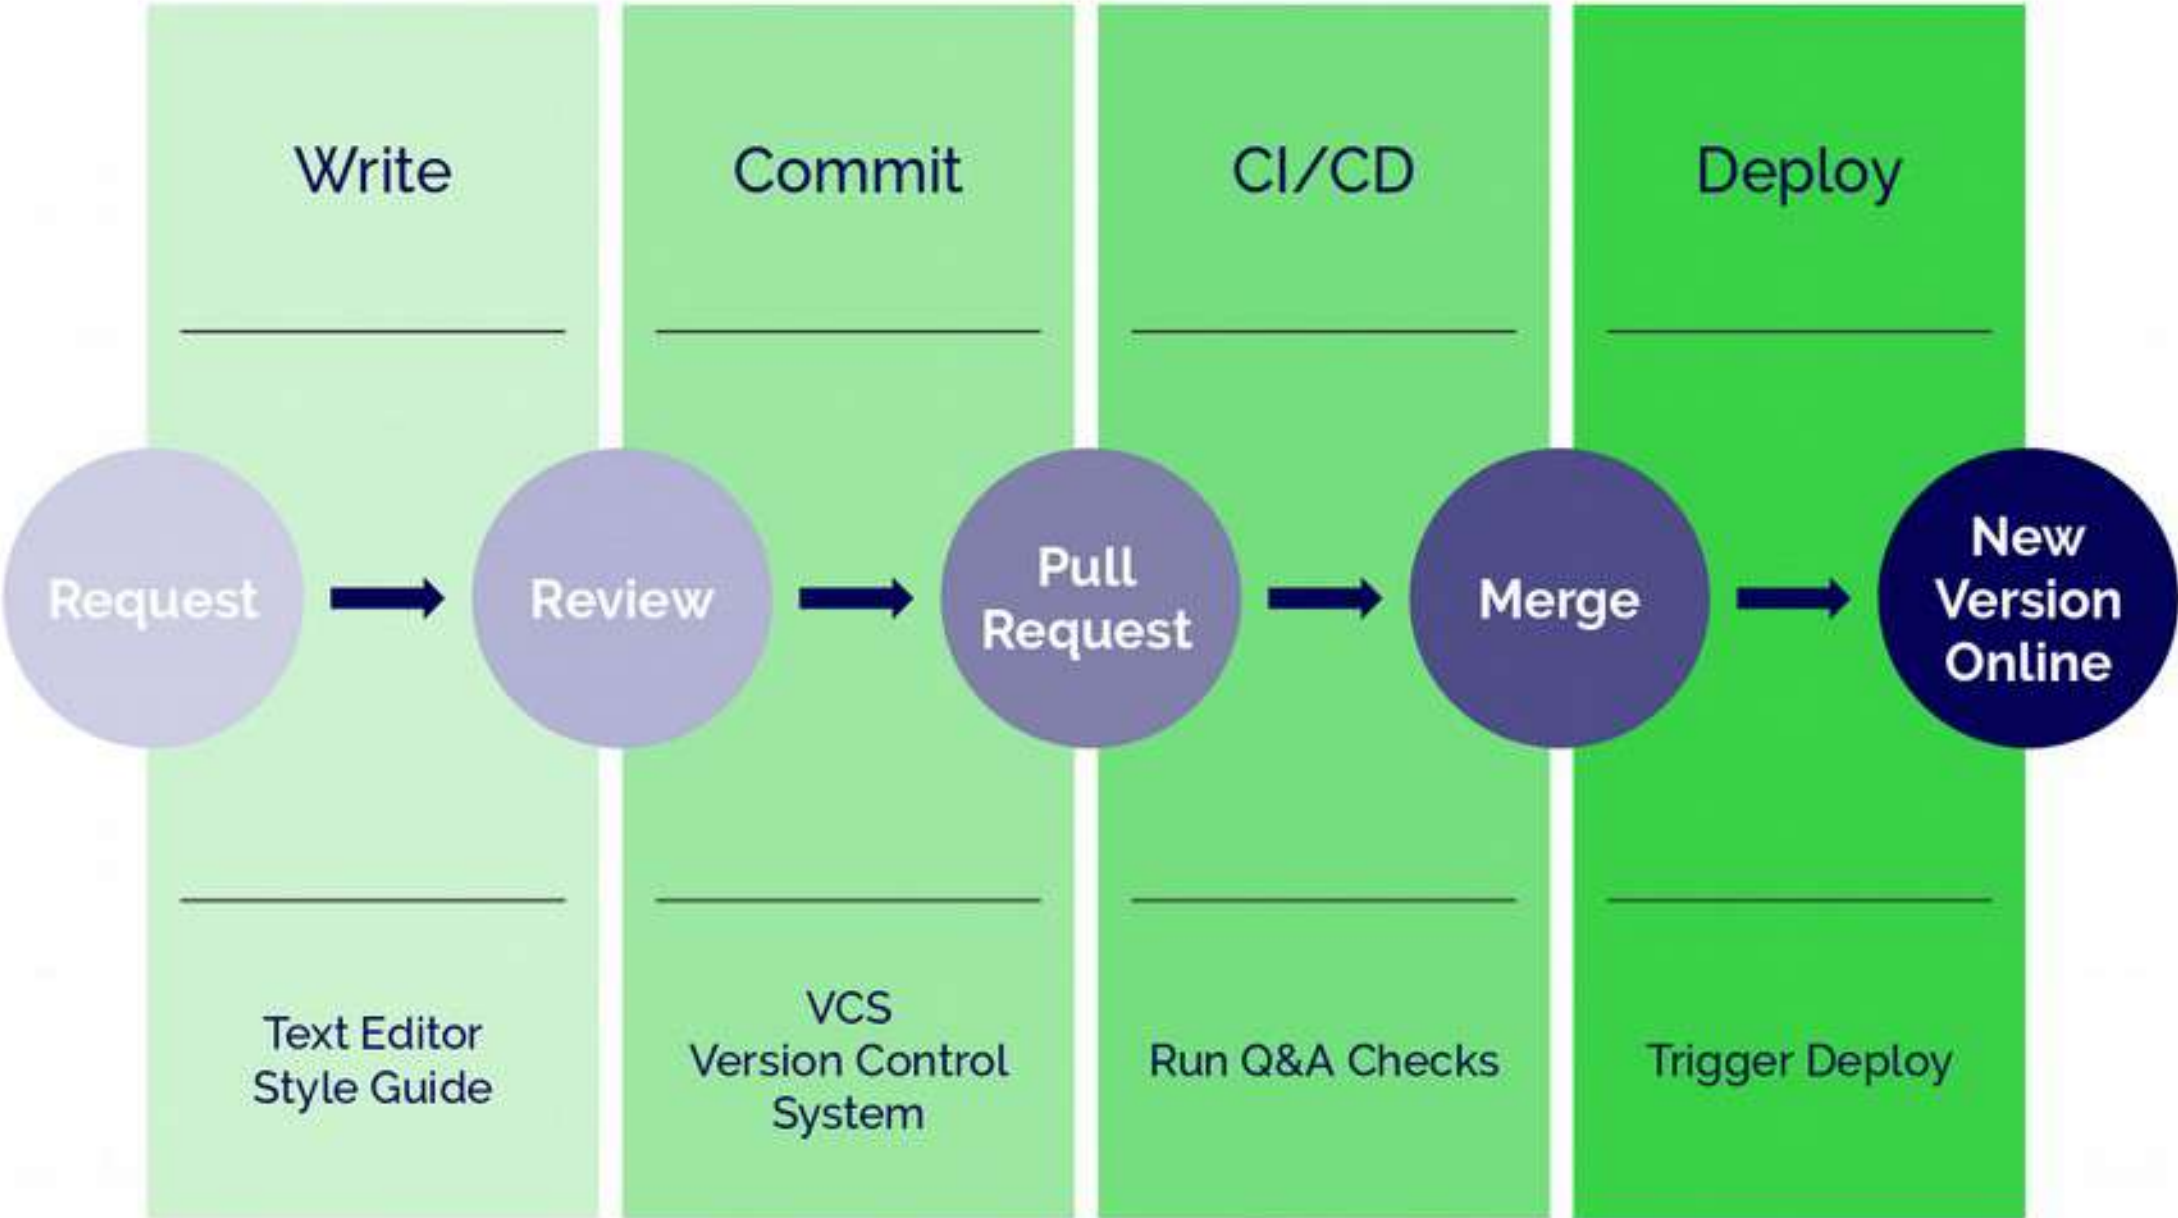 Write
Commit
CI/CD
Deploy
Request
Review
Pull
Request
Merge
New
Version
Online
Text Editor
Style Guide
VCS
Version Control
System
Run Q&A Checks
Trigger Deploy